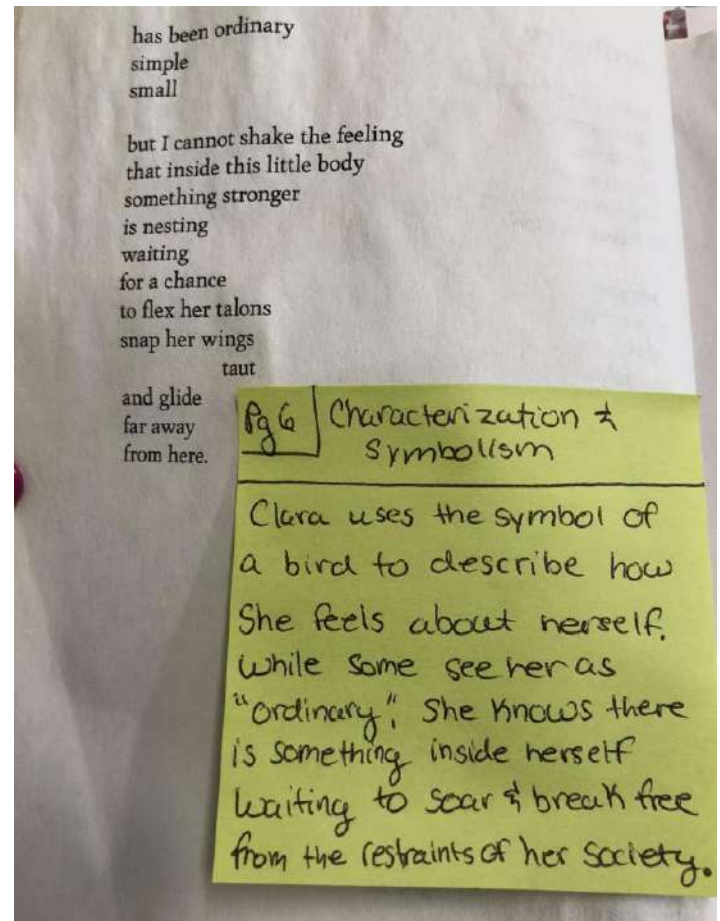 has been ordinary
simple
small
but I cannot shake the feeling
that inside this little body
something stronger
is nesting
waiting
for a chance
to flex her talons
snap her wings
taut
and glide
far away
from here.
Pg 6
Characterization &
Symbolism
Clara uses the symbol of
a bird to describe how
She feels about herself.
While some see her as
"ordinary", She knows there
is something inside herself
waiting to soar & break free
from the restraints of her society.